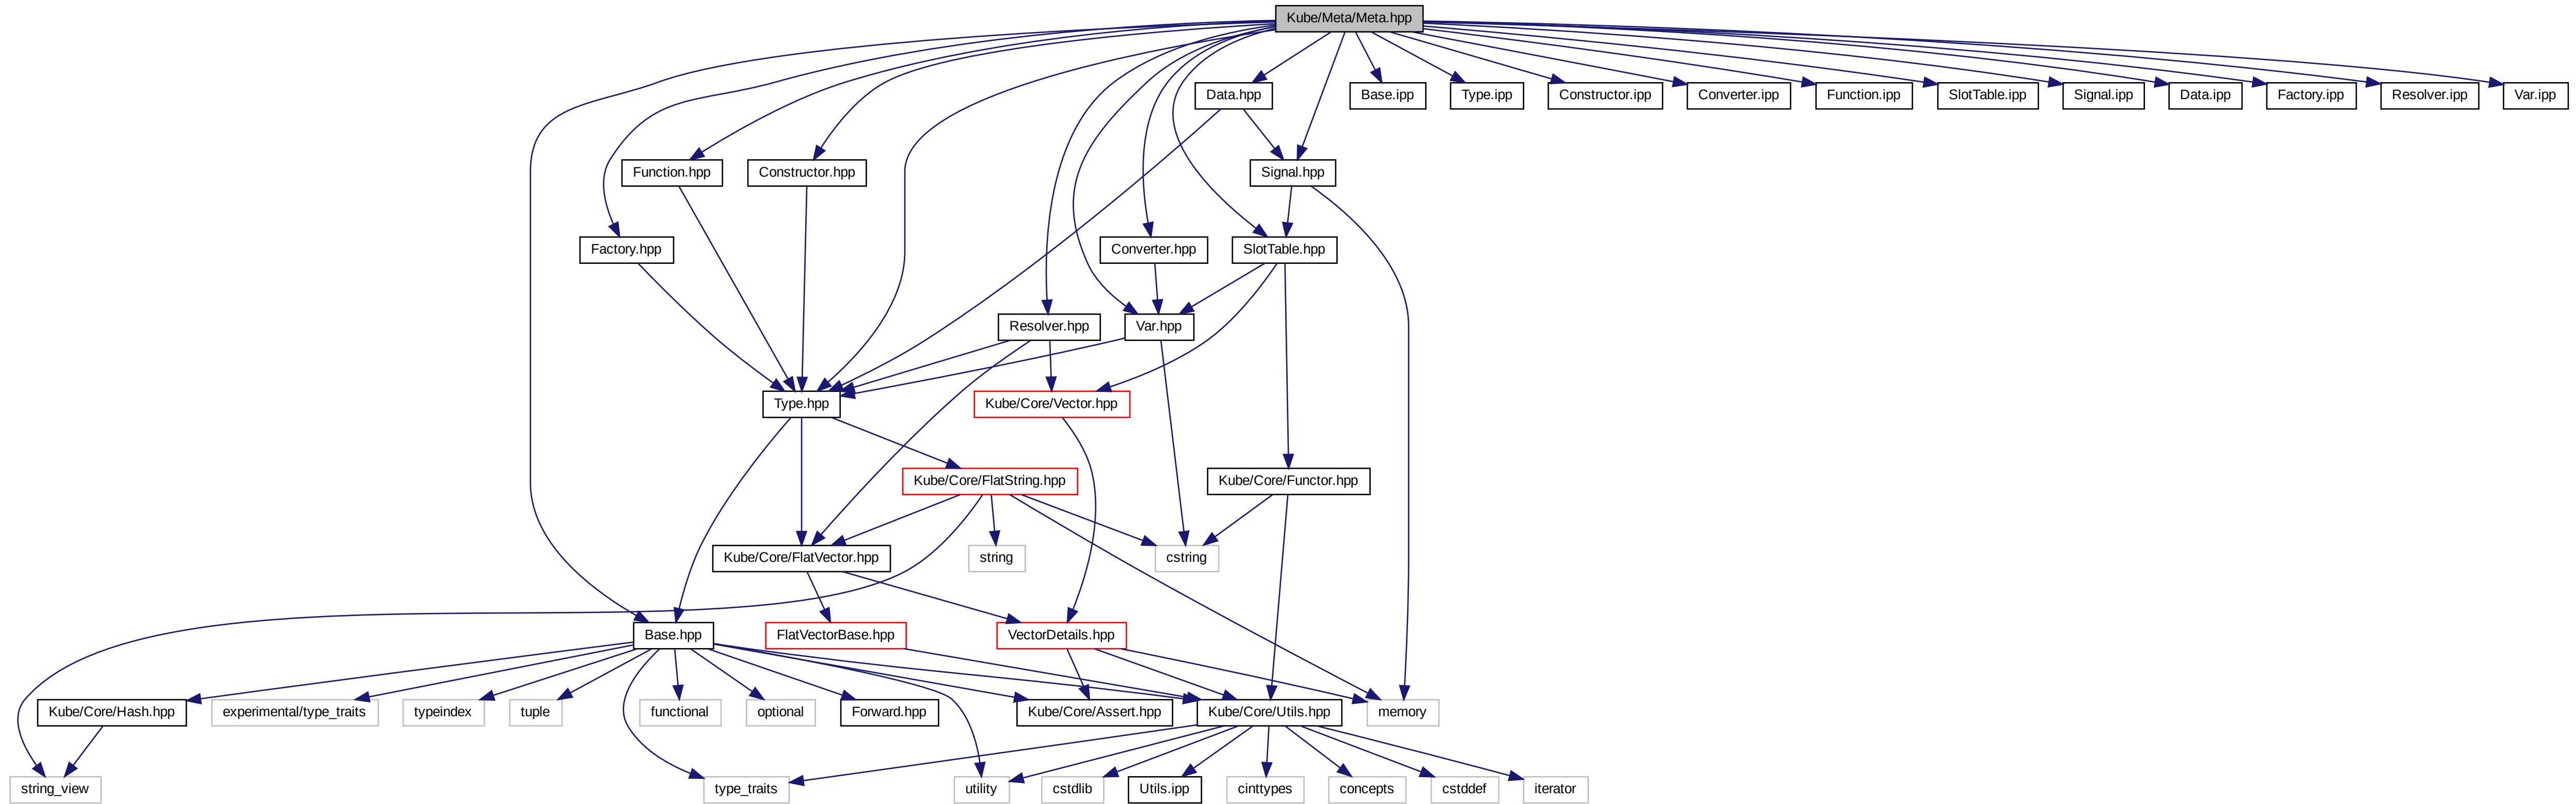 Kube/Meta/Meta.hpp
Data.hpp
Base.ipp
Type.ipp
Constructor.ipp
Converter.ipp
Function.ipp
SlotTable.ipp
Signal.ipp
Data.ipp
Factory.ipp
Resolver.ipp
Var.ipp
Function.hpp
Constructor.hpp
Signal.hpp
Factory.hpp
Converter.hpp
SlotTable.hpp
Resolver.hpp
Var.hpp
Type.hpp
Kube/Core/Vector.hpp
Kube/Core/FlatString.hpp
Kube/Core/Functor.hpp
Kube/Core/FlatVector.hpp
string
cstring
Base.hpp
FlatVectorBase.hpp
VectorDetails.hpp
Kube/Core/Hash.hpp
experimental/type_traits
typeindex
tuple
functional
optional
Forward.hpp
Kube/Core/Assert.hpp
Kube/Core/Utils.hpp
memory
string_view
type_traits
utility
cstdlib
Utils.ipp
cinttypes
concepts
cstddef
iterator